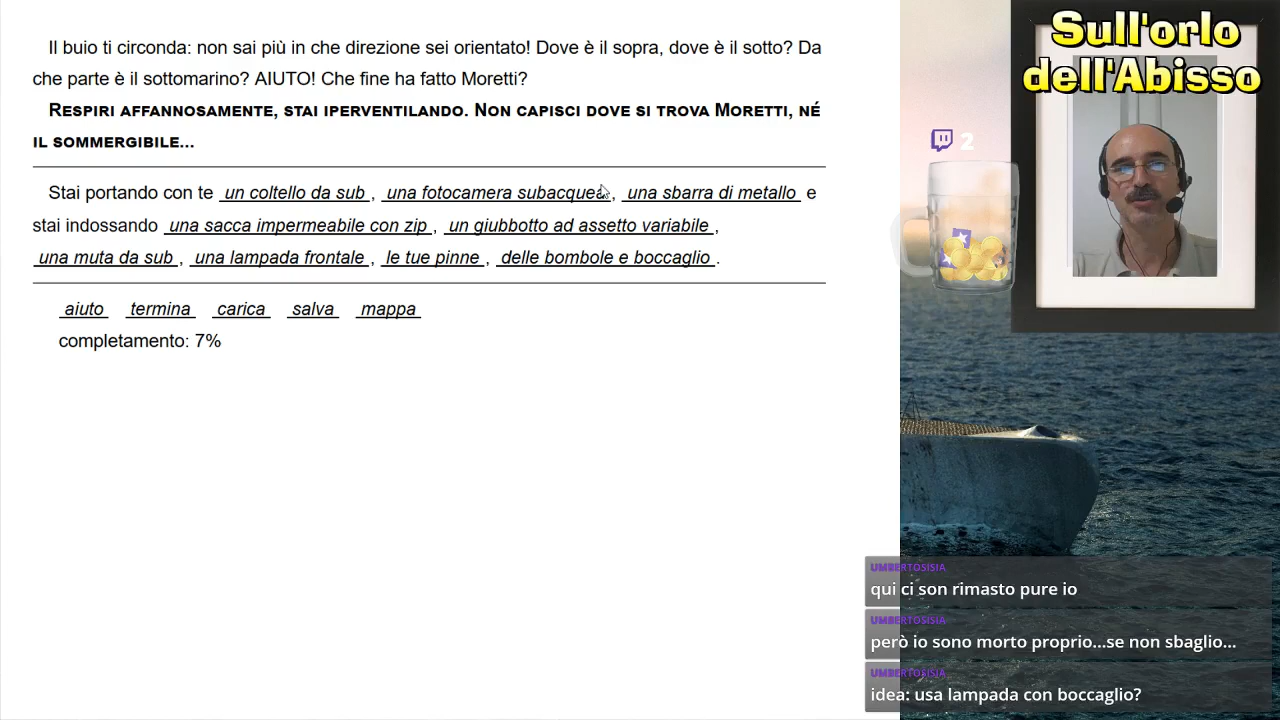 Il buio ti circonda: non sai più in che direzione sei orientato! Dove è il sopra, dove è il sotto? Da
che parte è il sottomarino? AIUTO! Che fine ha fatto Moretti?
Respiri affannosamente, stai iperventilando. Non capisci dove si trova Moretti, né
il sommergibile...
Stai portando con te un coltello da sub , una fotocamera subacquea , una sbarra di metallo e
stai indossando una sacca impermeabile con zip , un giubbotto ad assetto variabile ,
una muta da sub , una lampada frontale , le tue pinne , delle bombole e boccaglio .
aiuto termina carica salva mappa
completamento: 7%
Sull'orlo
dell'Abisso
2
UMBERTOSISIA
qui ci son rimasto pure io
UMBERTOSISIA
però io sono morto proprio...se non sbaglio...
UMBERTOSISIA
idea: usa lampada con boccaglio?